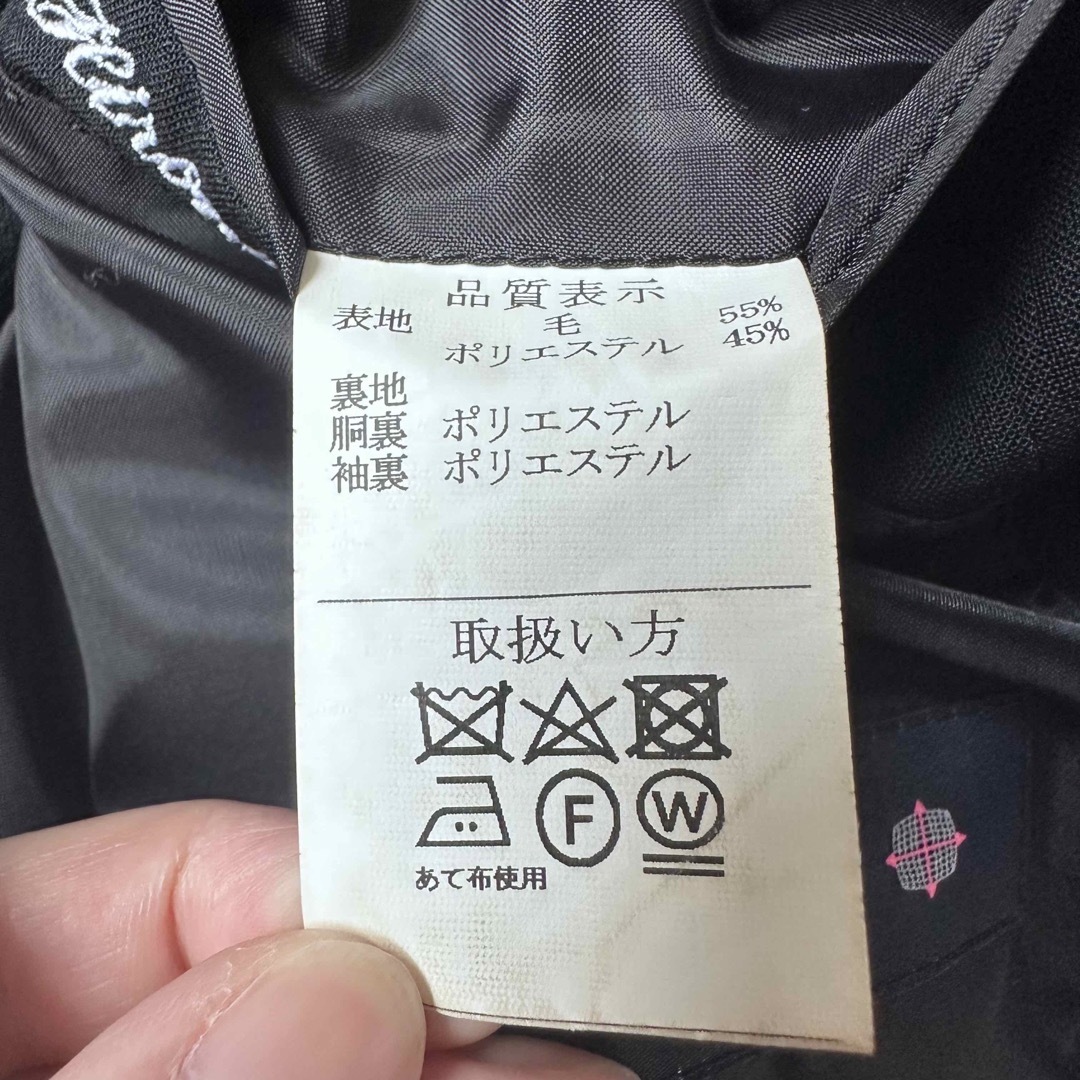 品質表示
表地 毛 55%
ポリエステル 45%
裏地
胴裏 ポリエステル
袖裏 ポリエステル
取扱い方
F W
あて布使用